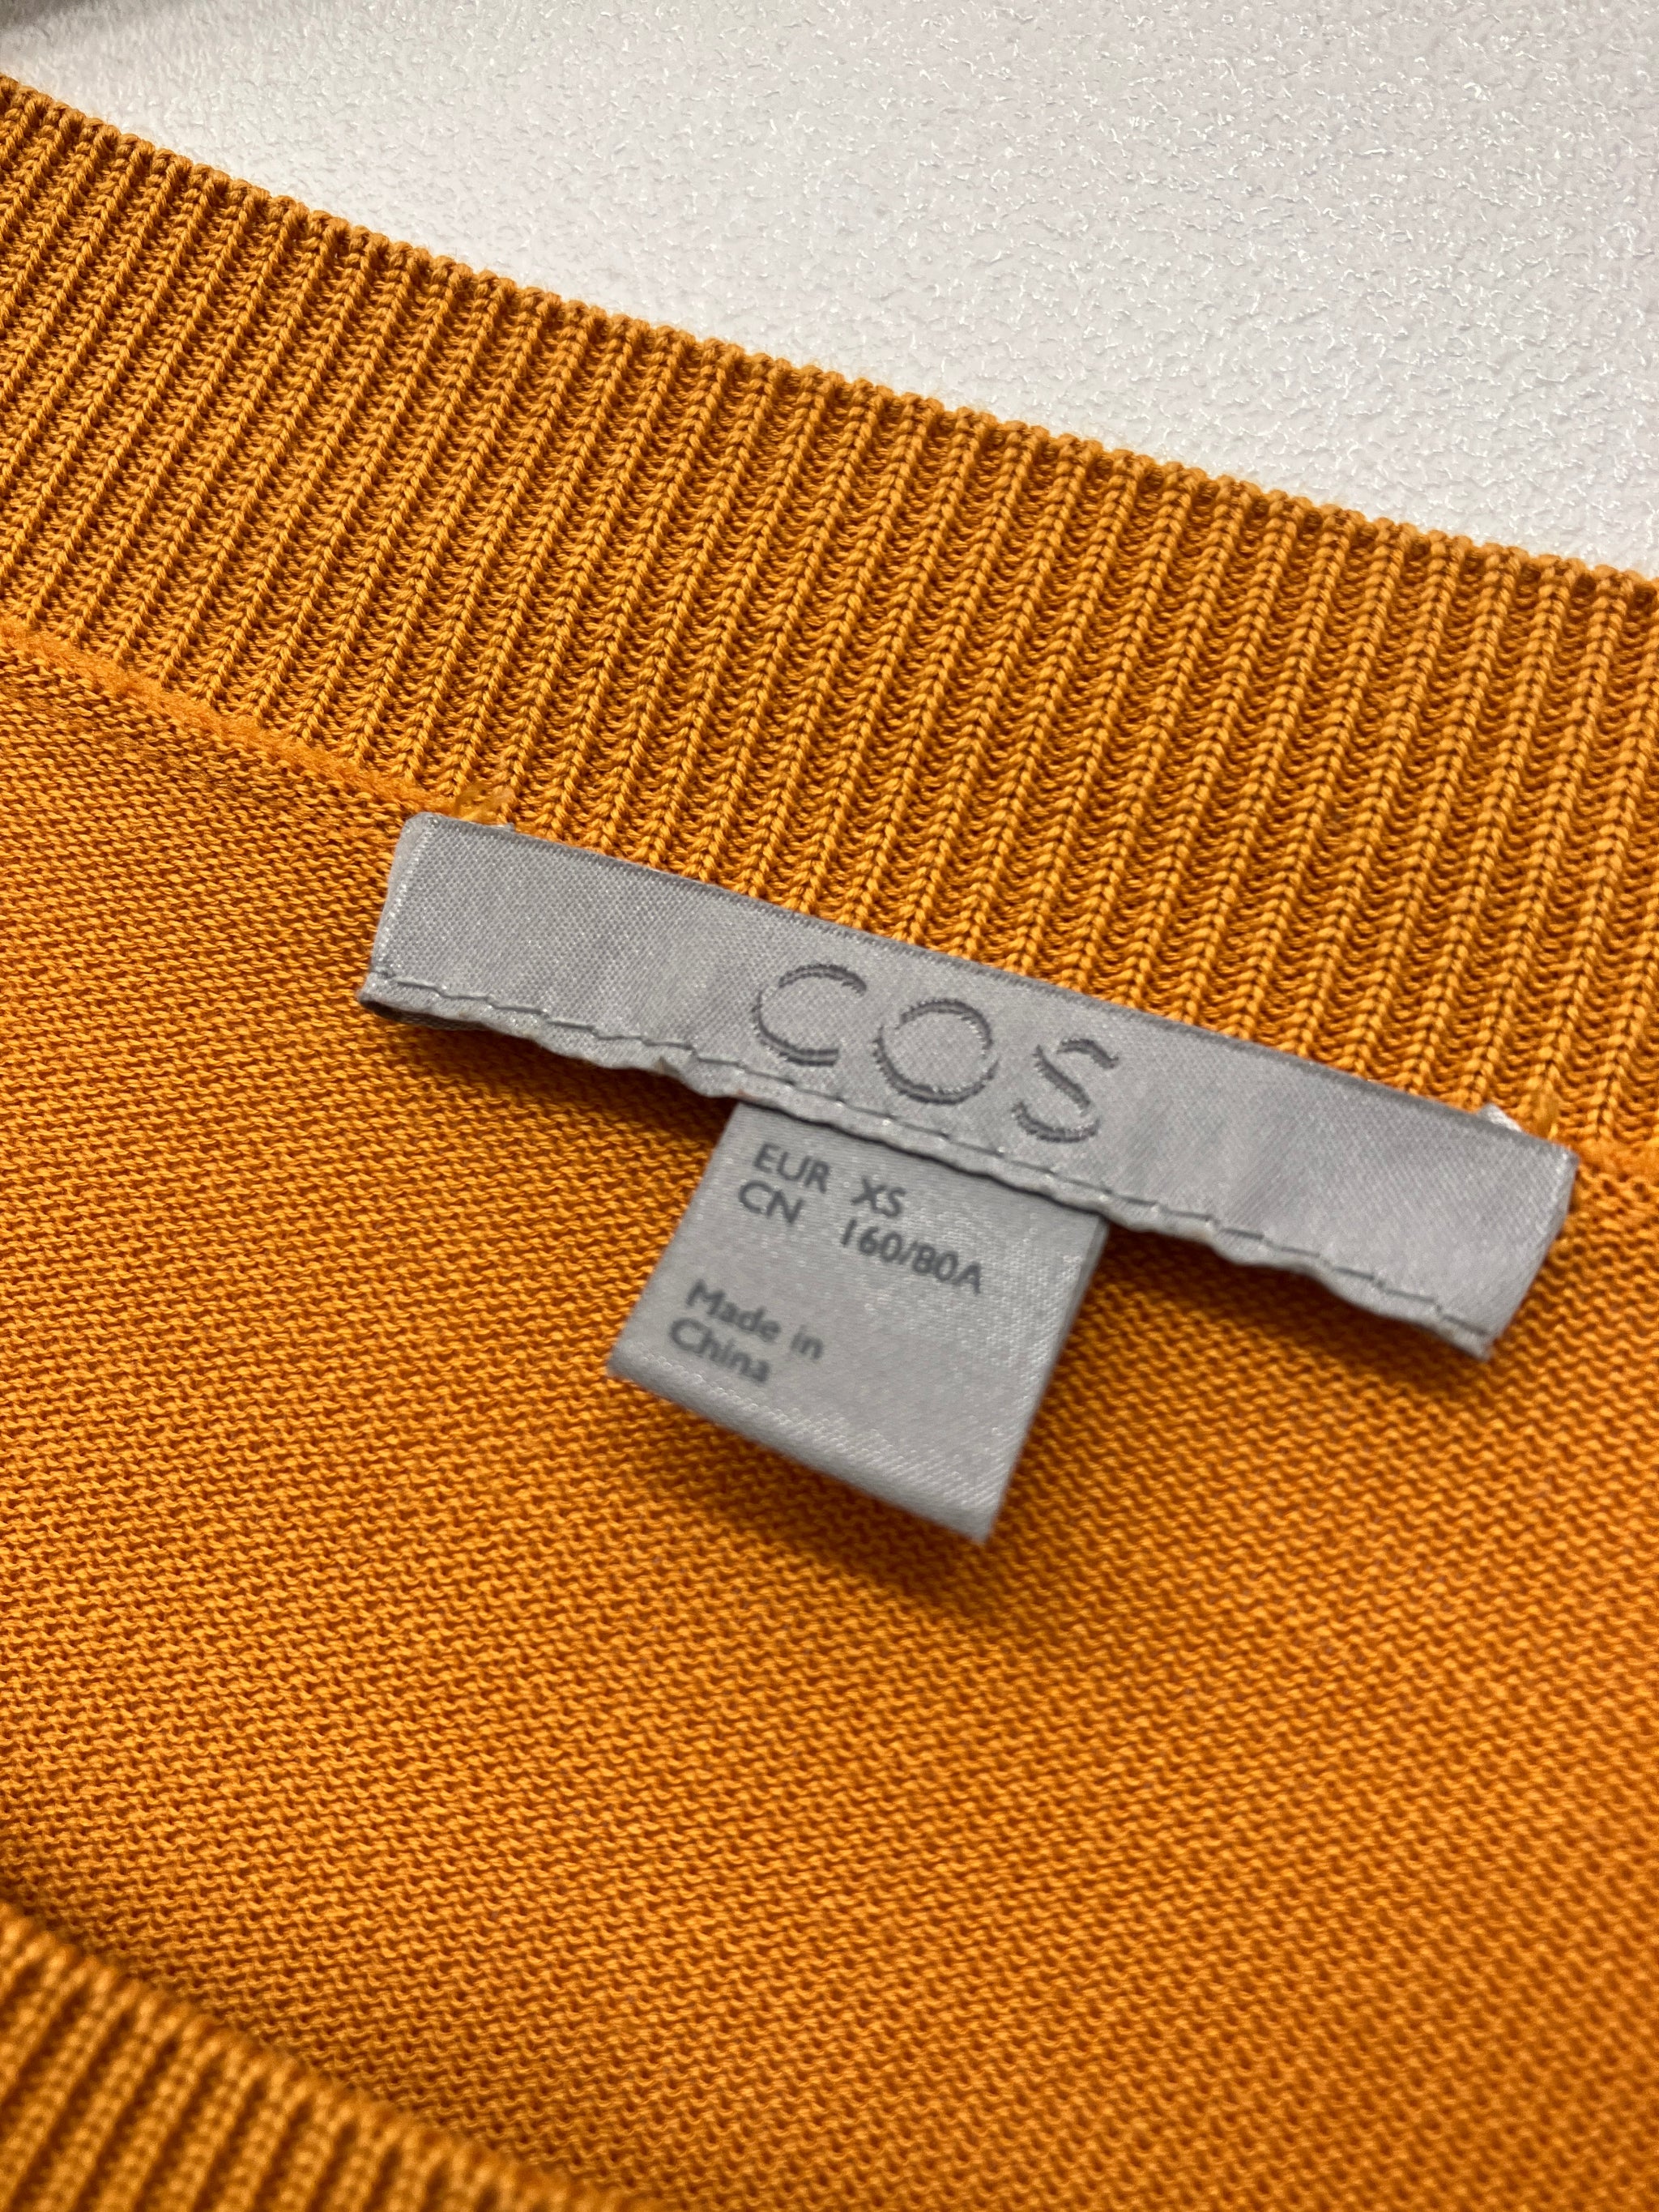 COS
EUR XS
CN 160/80A
Made in
China